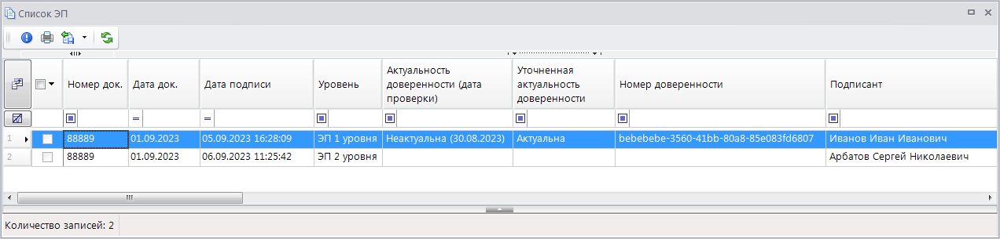 Список ЭП
Номер док. Дата док. Дата подписи Уровень Актуальность доверенности (дата проверки) Уточненная актуальность доверенности Номер доверенности Подписант
= =
1 88889 01.09.2023 05.09.2023 16:28:09 ЭП 1 уровня Неактуальна (30.08.2023) Актуальна bebebebe-3560-41bb-80a8-85e083fd6807 Иванов Иван Иванович
2 88889 01.09.2023 06.09.2023 11:25:42 ЭП 2 уровня Арбатов Сергей Николаевич
Количество записей: 2